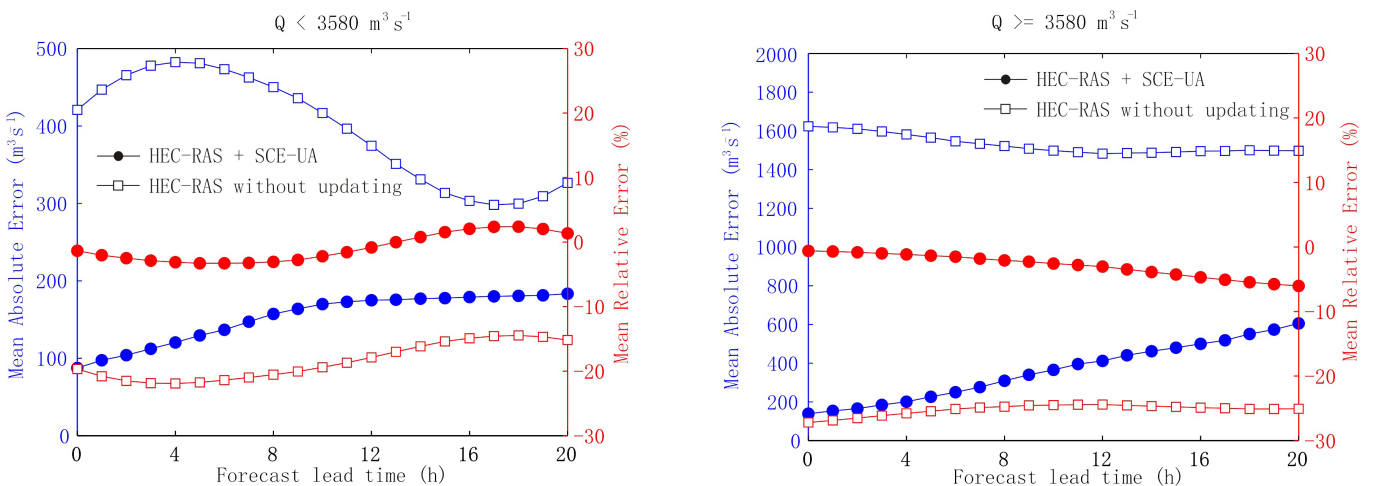 Q < 3580 m³s⁻¹
500
400
300
200
100
0
Mean Absolute Error (m³s⁻¹)
30
20
10
0
−10
−20
−30
Mean Relative Error (%)
HEC-RAS + SCE-UA
HEC-RAS without updating
0 4 8 12 16 20
Forecast lead time (h)
Q >= 3580 m³s⁻¹
2000
1800
1600
1400
1200
1000
800
600
400
200
0
Mean Absolute Error (m³s⁻¹)
30
20
10
0
−10
−20
−30
Mean Relative Error (%)
HEC-RAS + SCE-UA
HEC-RAS without updating
0 4 8 12 16 20
Forecast lead time (h)